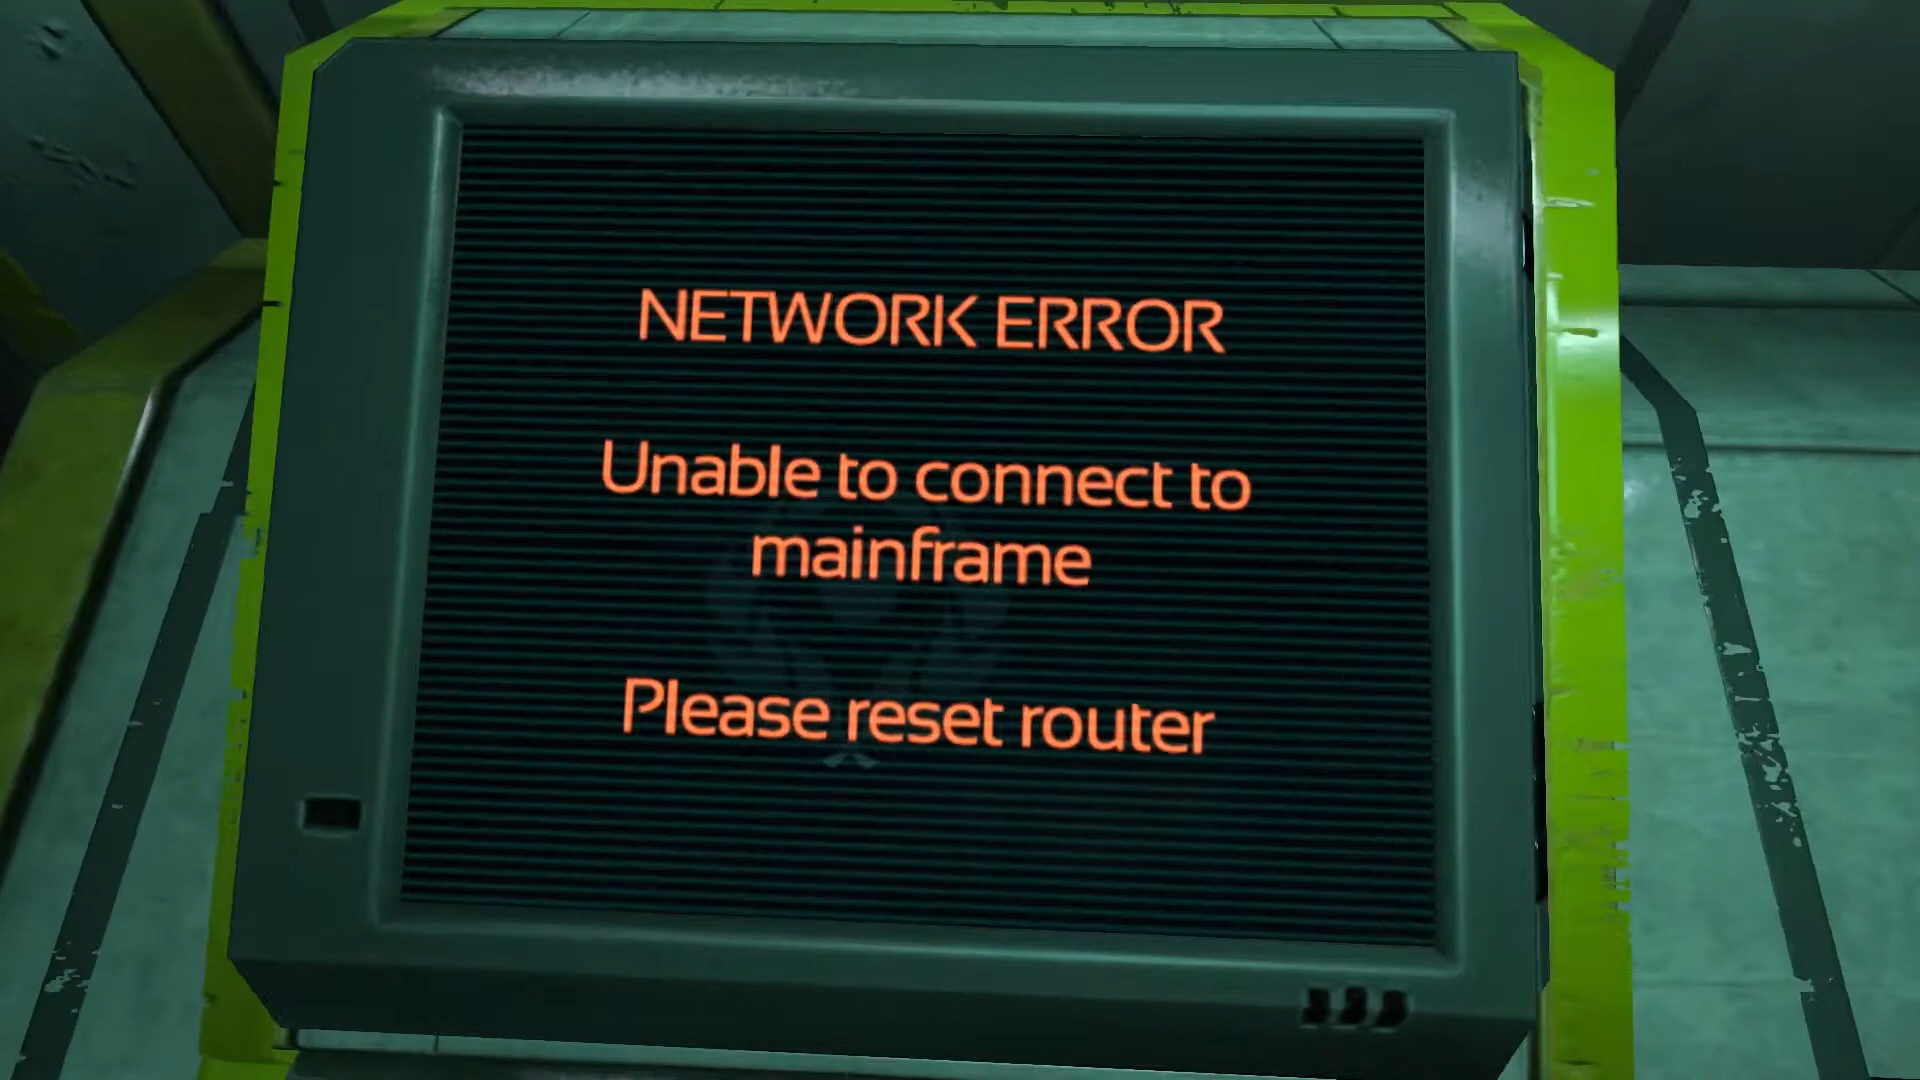 NETWORK ERROR
Unable to connect to
mainframe
Please reset router